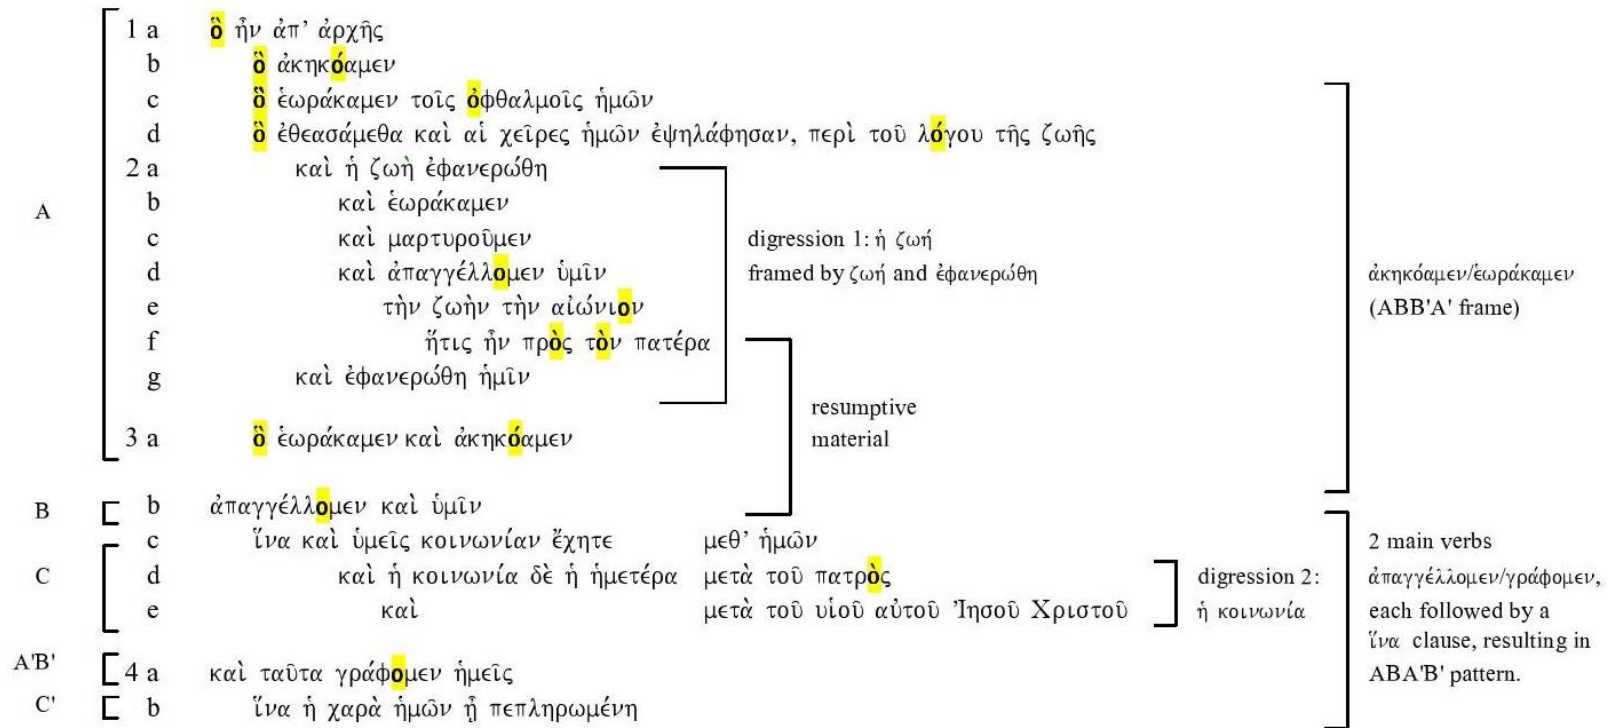 1 a ὃ ἦν ἀπ’ ἀρχῆς
b ὃ ἀκηκόαμεν
c ὃ ἑωράκαμεν τοῖς ὀφθαλμοῖς ἡμῶν
d ὃ ἐθεασάμεθα καὶ αἱ χεῖρες ἡμῶν ἐψηλάφησαν, περὶ τοῦ λόγου τῆς ζωῆς
2 a καὶ ἡ ζωὴ ἐφανερώθη
b καὶ ἑωράκαμεν
A
c καὶ μαρτυροῦμεν
digression 1: ἡ ζωή
d καὶ ἀπαγγέλλομεν ὑμῖν
framed by ζωή and ἐφανερώθη
ἀκηκόαμεν/ἑωράκαμεν
e τὴν ζωὴν τὴν αἰώνιον
(ABB'A' frame)
f ἥτις ἦν πρὸς τὸν πατέρα
g καὶ ἐφανερώθη ἡμῖν
resumptive
material
3 a ὃ ἑωράκαμεν καὶ ἀκηκόαμεν
B b ἀπαγγέλλομεν καὶ ὑμῖν
c ἵνα καὶ ὑμεῖς κοινωνίαν ἔχητε μεθ’ ἡμῶν
2 main verbs
C d καὶ ἡ κοινωνία δὲ ἡ ἡμετέρα μετὰ τοῦ πατρὸς
digression 2:
ἀπαγγέλλομεν/γράφομεν,
e καὶ μετὰ τοῦ υἱοῦ αὐτοῦ Ἰησοῦ Χριστοῦ
ἡ κοινωνία
each followed by a
ἵνα clause, resulting in
ABA'B' pattern.
A'B' 4 a καὶ ταῦτα γράφομεν ἡμεῖς
C' b ἵνα ἡ χαρὰ ἡμῶν ᾖ πεπληρωμένη